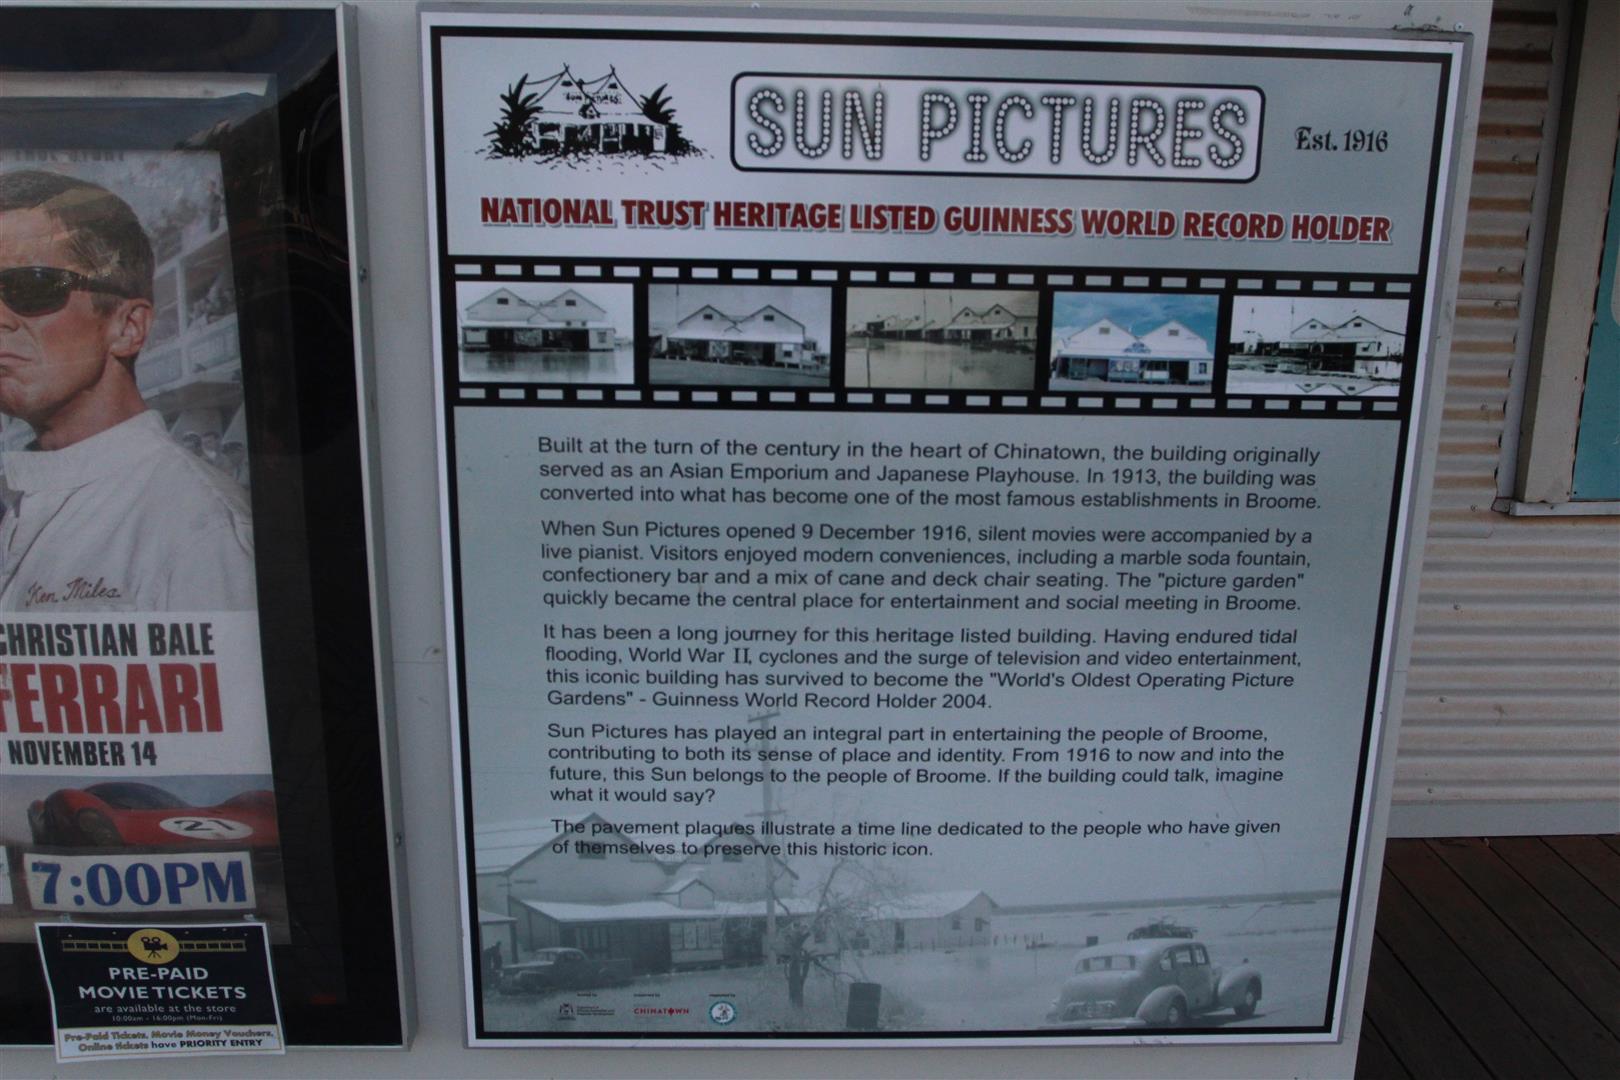 SUN PICTURES
Est. 1916
NATIONAL TRUST HERITAGE LISTED GUINNESS WORLD RECORD HOLDER
Built at the turn of the century in the heart of Chinatown, the building originally
served as an Asian Emporium and Japanese Playhouse. In 1913, the building was
converted into what has become one of the most famous establishments in Broome.
When Sun Pictures opened 9 December 1916, silent movies were accompanied by a
live pianist. Visitors enjoyed modern conveniences, including a marble soda fountain,
confectionery bar and a mix of cane and deck chair seating. The "picture garden"
quickly became the central place for entertainment and social meeting in Broome.
It has been a long journey for this heritage listed building. Having endured tidal
flooding, World War II, cyclones and the surge of television and video entertainment,
this iconic building has survived to become the "World's Oldest Operating Picture
Gardens" - Guinness World Record Holder 2004.
Sun Pictures has played an integral part in entertaining the people of Broome,
contributing to both its sense of place and identity. From 1916 to now and into the
future, this Sun belongs to the people of Broome. If the building could talk, imagine
what it would say?
The pavement plaques illustrate a time line dedicated to the people who have given
of themselves to preserve this historic icon.
CHINATOWN
Ken Miles
CHRISTIAN BALE
FERRARI
NOVEMBER 14
21
7:00PM
PRE-PAID
MOVIE TICKETS
are available at the store
10:00am - 16:00pm (Mon-Fri)
Pre-Paid Tickets, Movie Money Vouchers,
Online tickets have PRIORITY ENTRY